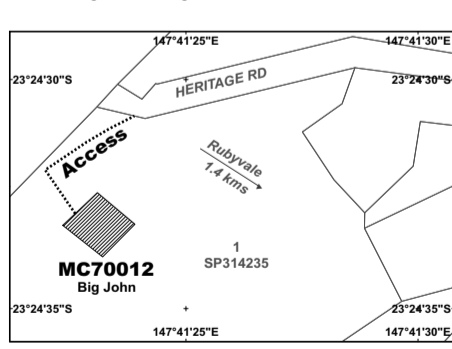 147°41'25"E 147°41'30"E
23°24'30"S 23°24'30"S
HERITAGE RD
Access
Rubyvale
1.4 kms
1
SP314235
MC70012
Big John
23°24'35"S 23°24'35"S
147°41'25"E 147°41'30"E